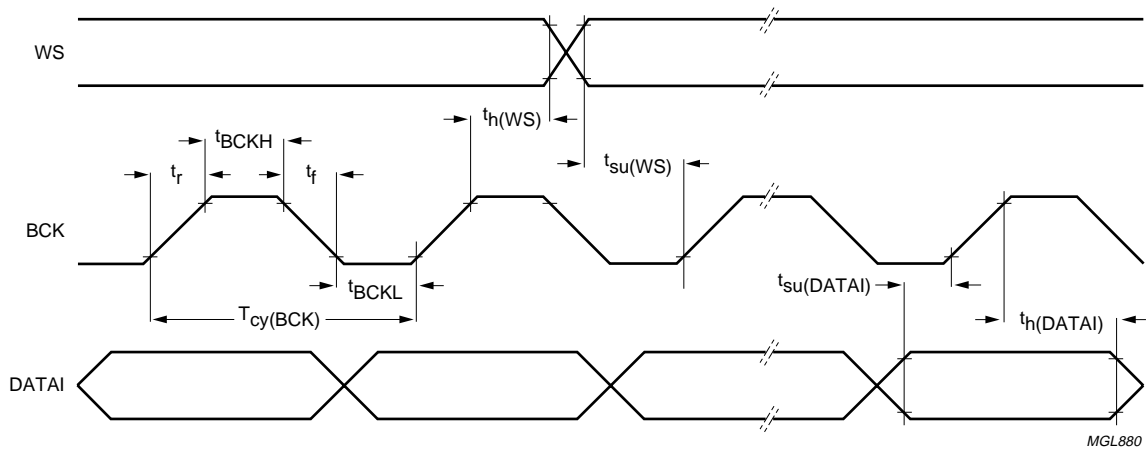 WS
th(WS)
tBCKH
tr
tf
tsu(WS)
BCK
tBCKL
tsu(DATAI)
Tcy(BCK)
th(DATAI)
DATAI
MGL880